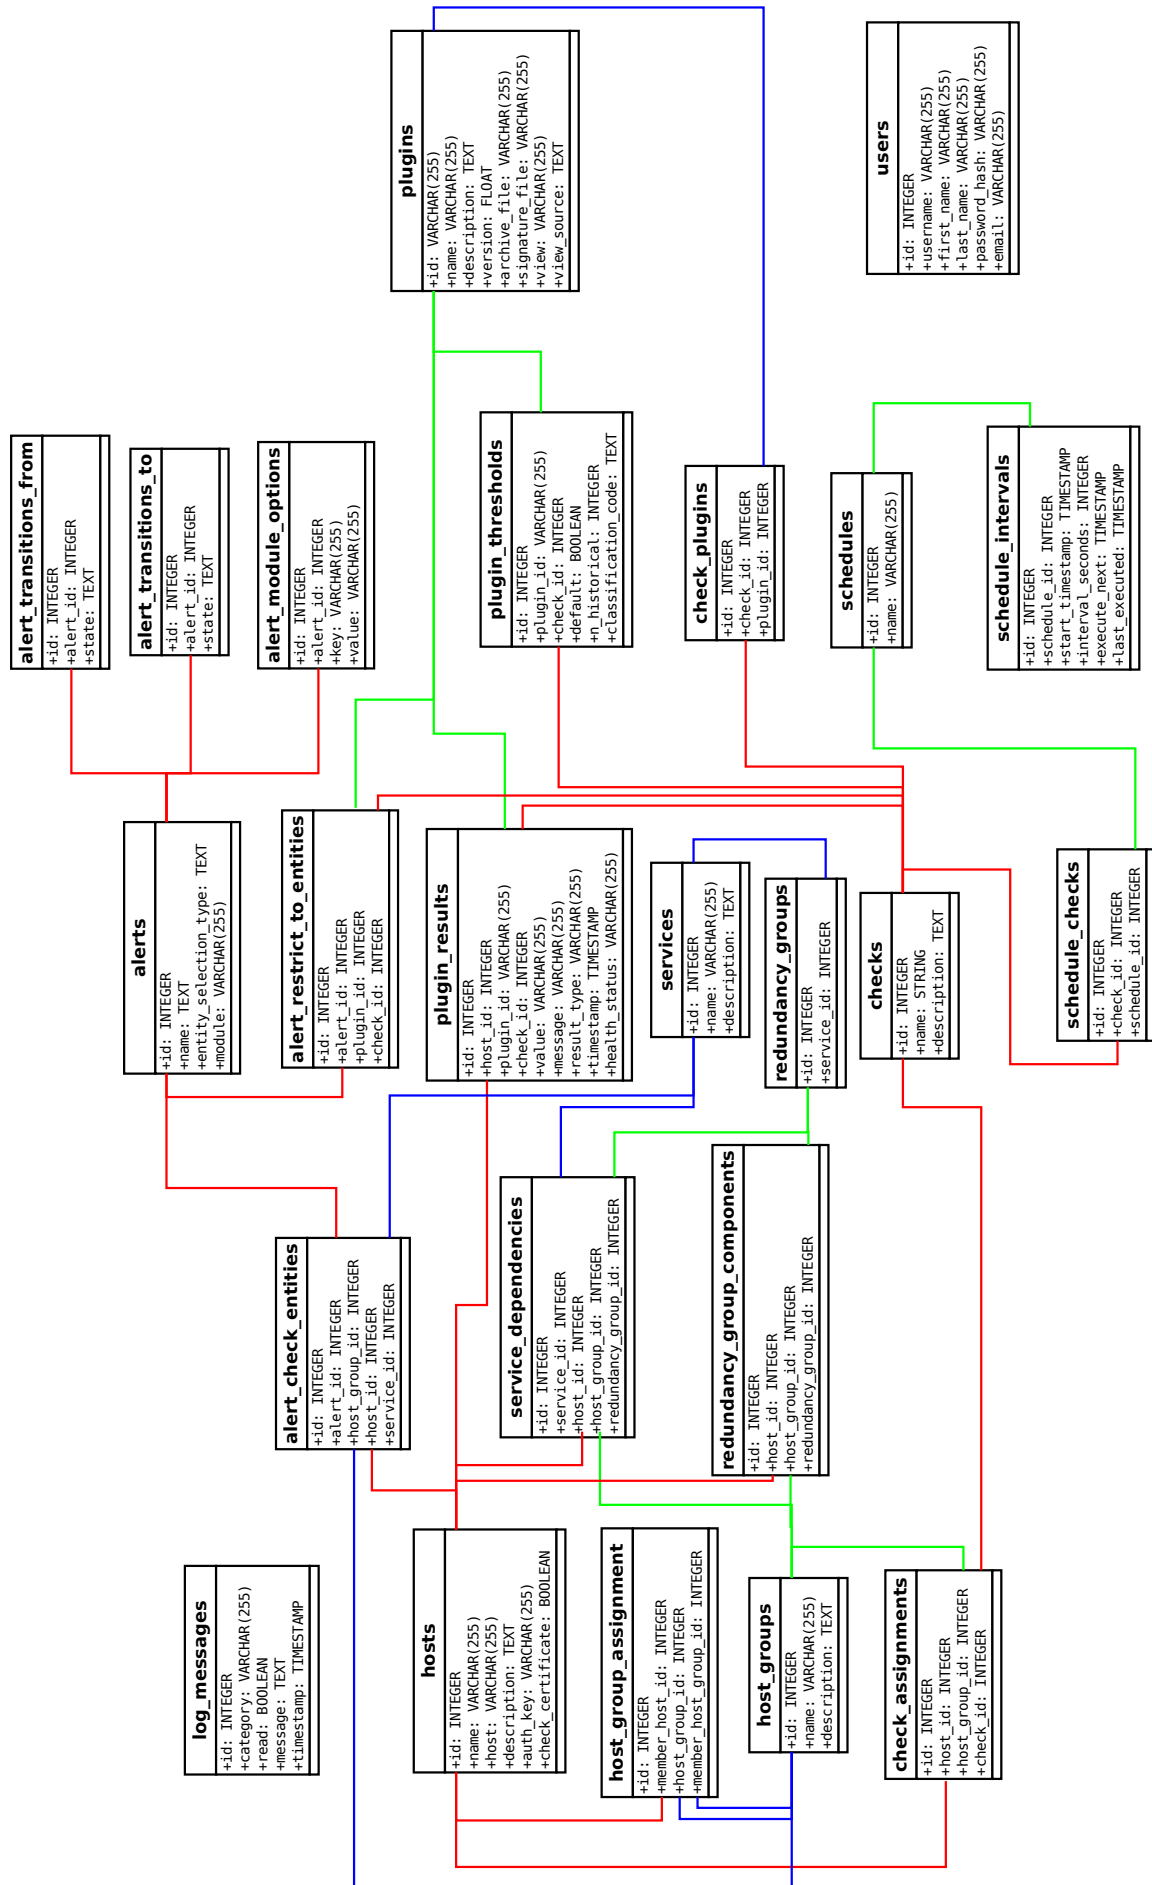 log_messages
+id: INTEGER
+category: VARCHAR(255)
+read: BOOLEAN
+message: TEXT
+timestamp: TIMESTAMP
hosts
+id: INTEGER
+name: VARCHAR(255)
+host: VARCHAR(255)
+description: TEXT
+auth_key: VARCHAR(255)
+check_certificate: BOOLEAN
host_group_assignment
+id: INTEGER
+member_host_id: INTEGER
+host_group_id: INTEGER
+member_host_group_id: INTEGER
host_groups
+id: INTEGER
+name: VARCHAR(255)
+description: TEXT
check_assignments
+id: INTEGER
+host_id: INTEGER
+host_group_id: INTEGER
+check_id: INTEGER
alert_check_entities
+id: INTEGER
+alert_id: INTEGER
+host_group_id: INTEGER
+host_id: INTEGER
+service_id: INTEGER
service_dependencies
+id: INTEGER
+service_id: INTEGER
+host_id: INTEGER
+host_group_id: INTEGER
+redundancy_group_id: INTEGER
redundancy_group_components
+id: INTEGER
+host_id: INTEGER
+host_group_id: INTEGER
+redundancy_group_id: INTEGER
alerts
+id: INTEGER
+name: TEXT
+entity_selection_type: TEXT
+module: VARCHAR(255)
alert_restrict_to_entities
+id: INTEGER
+alert_id: INTEGER
+plugin_id: INTEGER
+check_id: INTEGER
plugin_results
+id: INTEGER
+host_id: INTEGER
+plugin_id: VARCHAR(255)
+check_id: INTEGER
+value: VARCHAR(255)
+message: VARCHAR(255)
+result_type: VARCHAR(255)
+timestamp: TIMESTAMP
+health_status: VARCHAR(255)
services
+id: INTEGER
+name: VARCHAR(255)
+description: TEXT
redundancy_groups
+id: INTEGER
+service_id: INTEGER
checks
+id: INTEGER
+name: STRING
+description: TEXT
schedule_checks
+id: INTEGER
+check_id: INTEGER
+schedule_id: INTEGER
alert_transitions_from
+id: INTEGER
+alert_id: INTEGER
+state: TEXT
alert_transitions_to
+id: INTEGER
+alert_id: INTEGER
+state: TEXT
alert_module_options
+id: INTEGER
+alert_id: INTEGER
+key: VARCHAR(255)
+value: VARCHAR(255)
plugin_thresholds
+id: INTEGER
+plugin_id: VARCHAR(255)
+check_id: INTEGER
+default: BOOLEAN
+n_historical: INTEGER
+classification_code: TEXT
check_plugins
+id: INTEGER
+check_id: INTEGER
+plugin_id: INTEGER
schedules
+id: INTEGER
+name: VARCHAR(255)
schedule_intervals
+id: INTEGER
+schedule_id: INTEGER
+start_timestamp: TIMESTAMP
+interval_seconds: INTEGER
+execute_next: TIMESTAMP
+last_executed: TIMESTAMP
plugins
+id: VARCHAR(255)
+name: VARCHAR(255)
+description: TEXT
+version: FLOAT
+archive_file: VARCHAR(255)
+signature_file: VARCHAR(255)
+view: VARCHAR(255)
+view_source: TEXT
users
+id: INTEGER
+username: VARCHAR(255)
+first_name: VARCHAR(255)
+last_name: VARCHAR(255)
+password_hash: VARCHAR(255)
+email: VARCHAR(255)